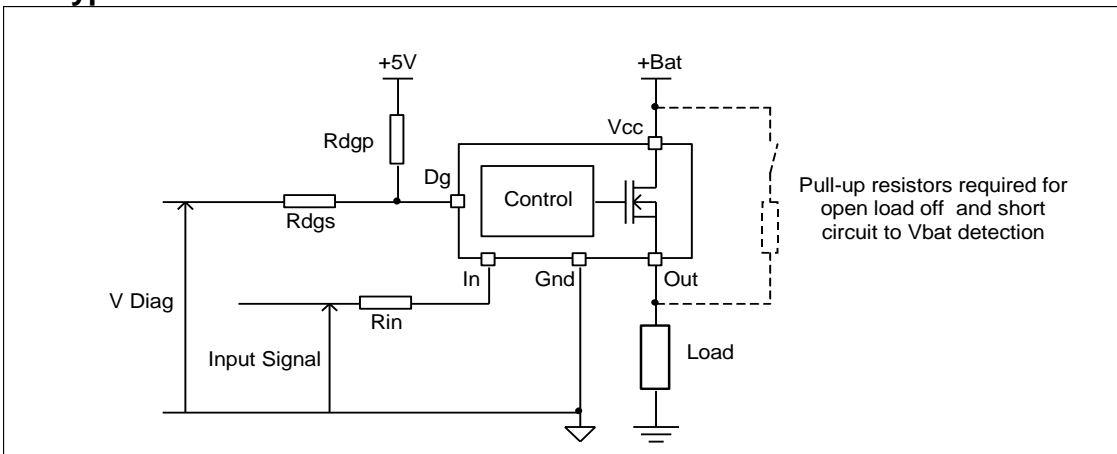 +5V
+Bat
Rdgp
Vcc
Dg
Control
Rdgs
Pull-up resistors required for
open load off and short
circuit to Vbat detection
In
Gnd
Out
V Diag
Rin
Input Signal
Load